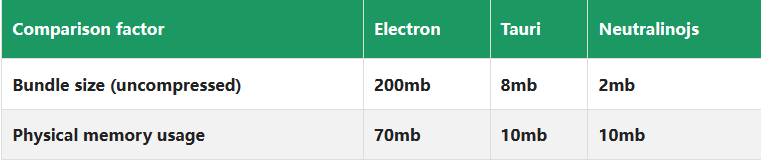 Comparison factor Electron Tauri Neutralinojs
Bundle size (uncompressed) 200mb 8mb 2mb
Physical memory usage 70mb 10mb 10mb